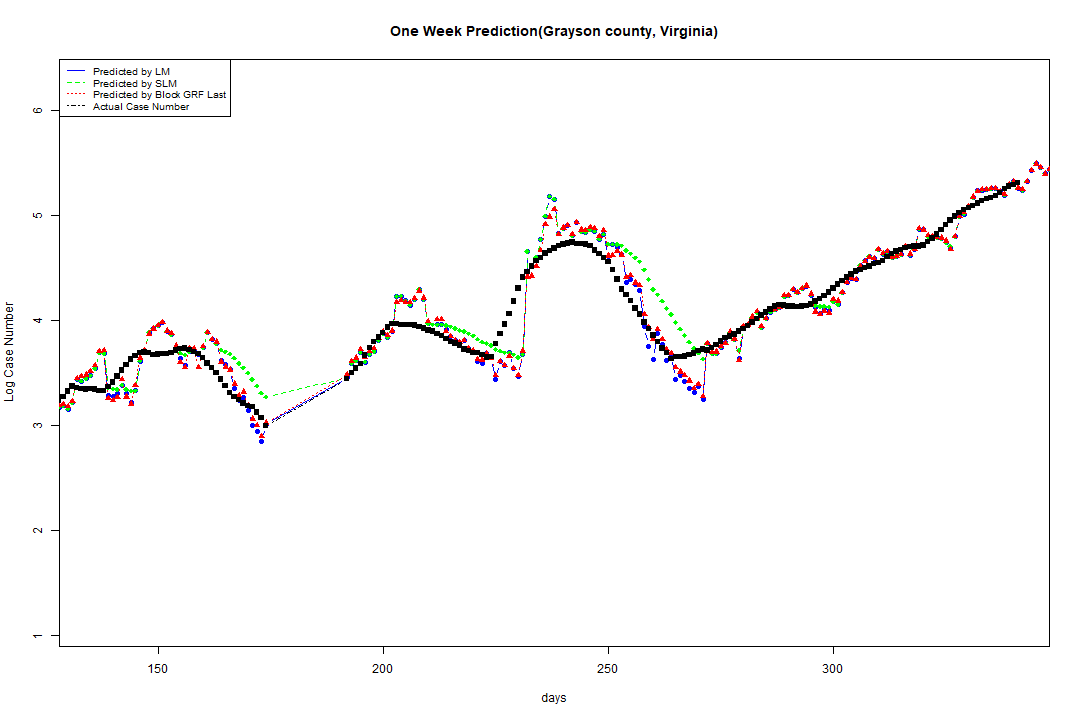 One Week Prediction(Grayson county, Virginia)
Predicted by LM
Predicted by SLM
Predicted by Block GRF Last
Actual Case Number
6
5
4
3
2
1
Log Case Number
150 200 250 300
days